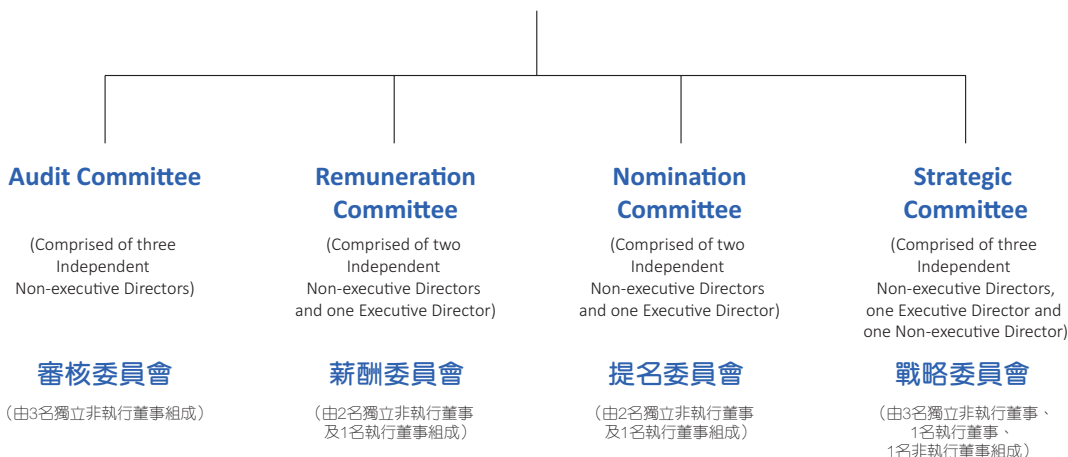 Audit Committee
(Comprised of three
Independent
Non-executive Directors)
審核委員會
（由3名獨立非執行董事組成）
Remuneration
Committee
(Comprised of two
Independent
Non-executive Directors
and one Executive Director)
薪酬委員會
（由2名獨立非執行董事
及1名執行董事組成）
Nomination
Committee
(Comprised of two
Independent
Non-executive Directors
and one Executive Director)
提名委員會
（由2名獨立非執行董事
及1名執行董事組成）
Strategic
Committee
(Comprised of three
Independent
Non-executive Directors,
one Executive Director and
one Non-executive Director)
戰略委員會
（由3名獨立非執行董事、
1名執行董事、
1名非執行董事組成）